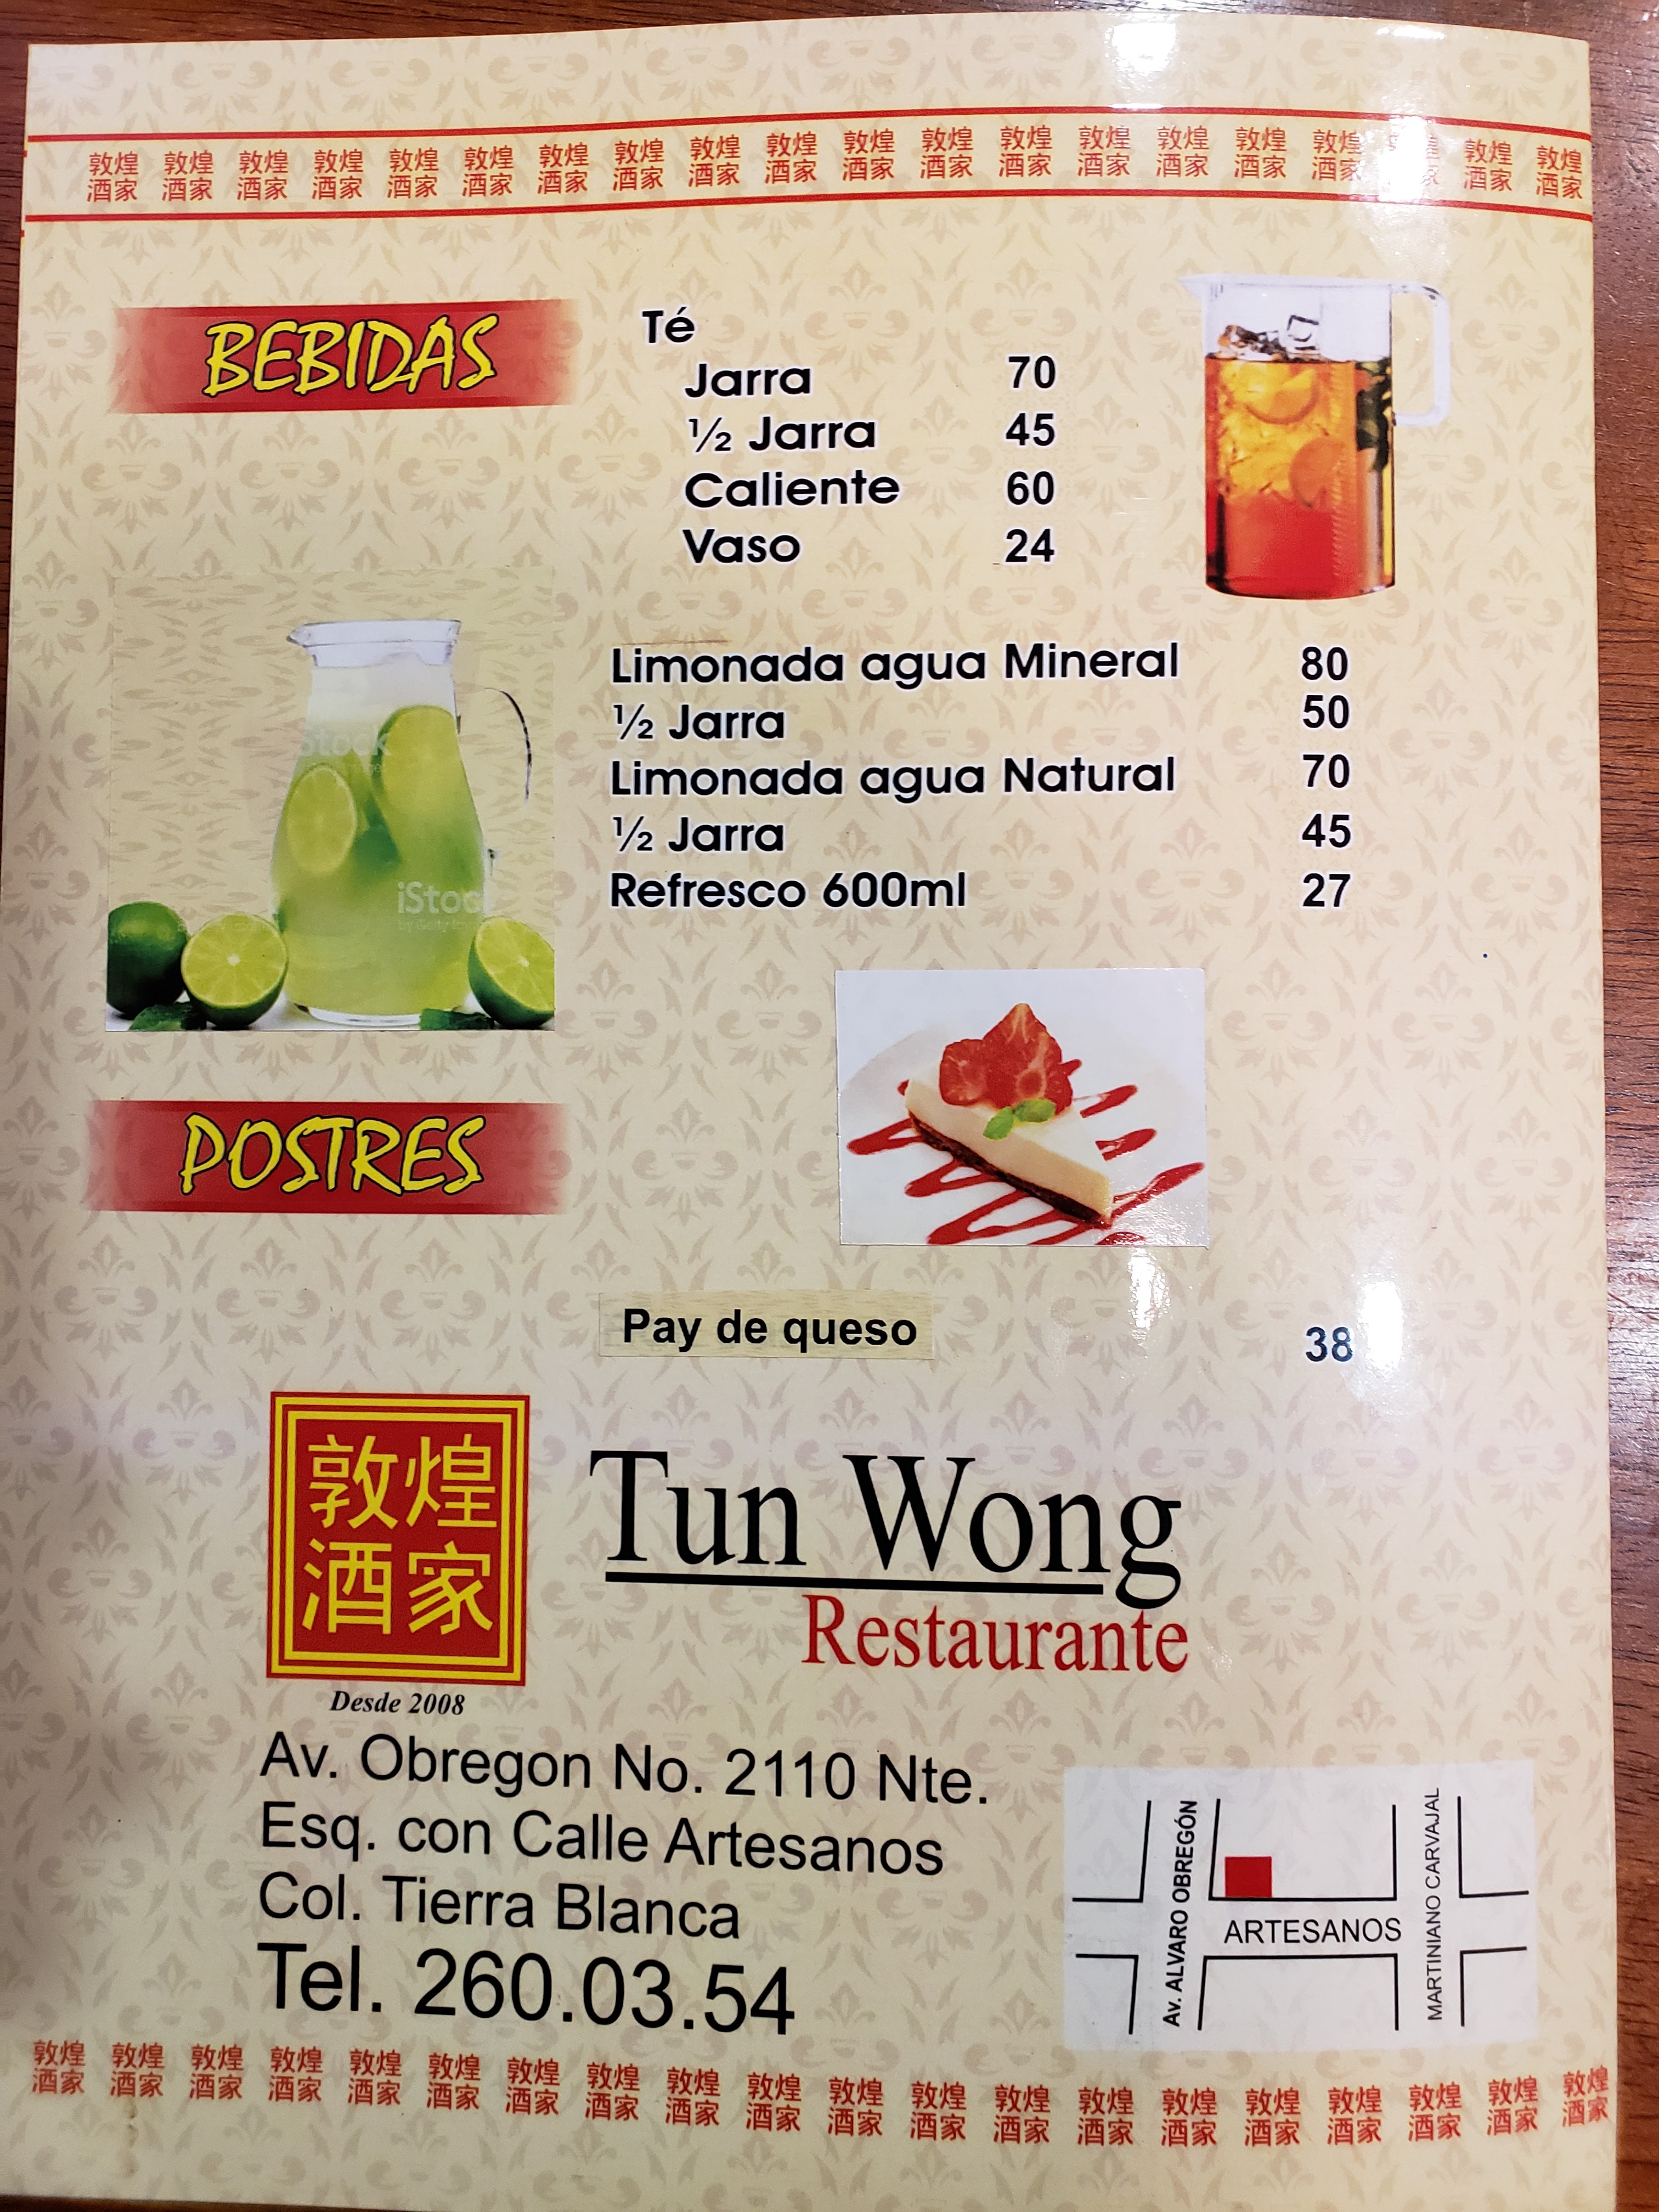 敦煌 敦煌 敦煌 敦煌 敦煌 敦煌 敦煌 敦煌 敦煌 敦煌 敦煌 敦煌 敦煌 敦煌 敦煌 敦煌 敦煌 敦煌 敦煌
酒家 酒家 酒家 酒家 酒家 酒家 酒家 酒家 酒家 酒家 酒家 酒家 酒家 酒家 酒家 酒家 酒家 酒家 酒家
BEBIDAS
Té
Jarra 70
½ Jarra 45
Caliente 60
Vaso 24
Limonada agua Mineral 80
½ Jarra 50
Limonada agua Natural 70
½ Jarra 45
Refresco 600ml 27
iStock
POSTRES
Pay de queso 38
敦煌
酒家
Desde 2008
Tun Wong
Restaurante
Av. Obregon No. 2110 Nte.
Esq. con Calle Artesanos
Col. Tierra Blanca
Tel. 260.03.54
Av. ALVARO OBREGÓN
ARTESANOS
MARTINIANO CARVAJAL
敦煌 敦煌 敦煌 敦煌 敦煌 敦煌 敦煌 敦煌 敦煌 敦煌 敦煌 敦煌 敦煌 敦煌 敦煌 敦煌 敦煌 敦煌 敦煌 敦煌
酒家 酒家 酒家 酒家 酒家 酒家 酒家 酒家 酒家 酒家 酒家 酒家 酒家 酒家 酒家 酒家 酒家 酒家 酒家 酒家